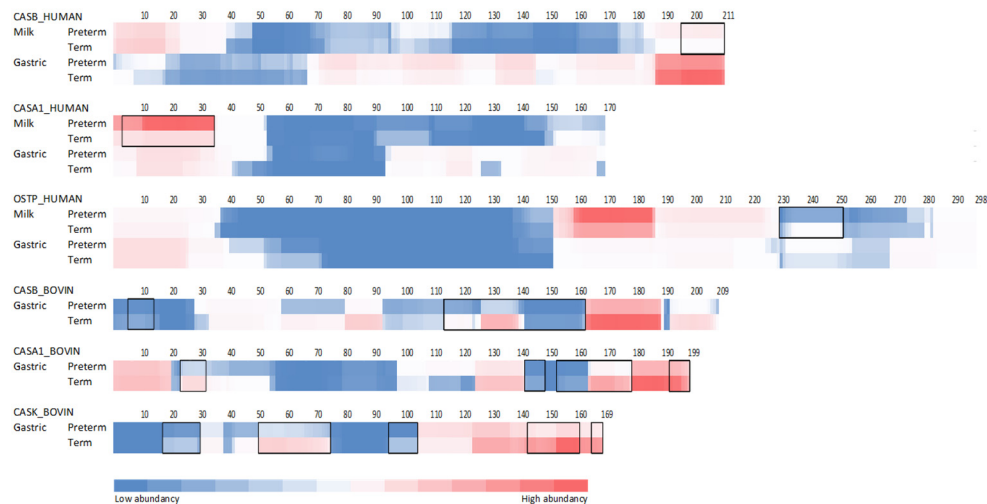 CASB_HUMAN 10 20 30 40 50 60 70 80 90 100 110 120 130 140 150 160 170 180 190 200 211
Milk Preterm
Term
Gastric Preterm
Term
CASA1_HUMAN 10 20 30 40 50 60 70 80 90 100 110 120 130 140 150 160 170
Milk Preterm
Term
Gastric Preterm
Term
OSTP_HUMAN 10 20 30 40 50 60 70 80 90 100 110 120 130 140 150 160 170 180 190 200 210 220 230 240 250 260 270 280 290 298
Milk Preterm
Term
Gastric Preterm
Term
CASB_BOVIN 10 20 30 40 50 60 70 80 90 100 110 120 130 140 150 160 170 180 190 200 209
Gastric Preterm
Term
CASA1_BOVIN 10 20 30 40 50 60 70 80 90 100 110 120 130 140 150 160 170 180 190 199
Gastric Preterm
Term
CASK_BOVIN 10 20 30 40 50 60 70 80 90 100 110 120 130 140 150 160 169
Gastric Preterm
Term
Low abundancy High abundancy